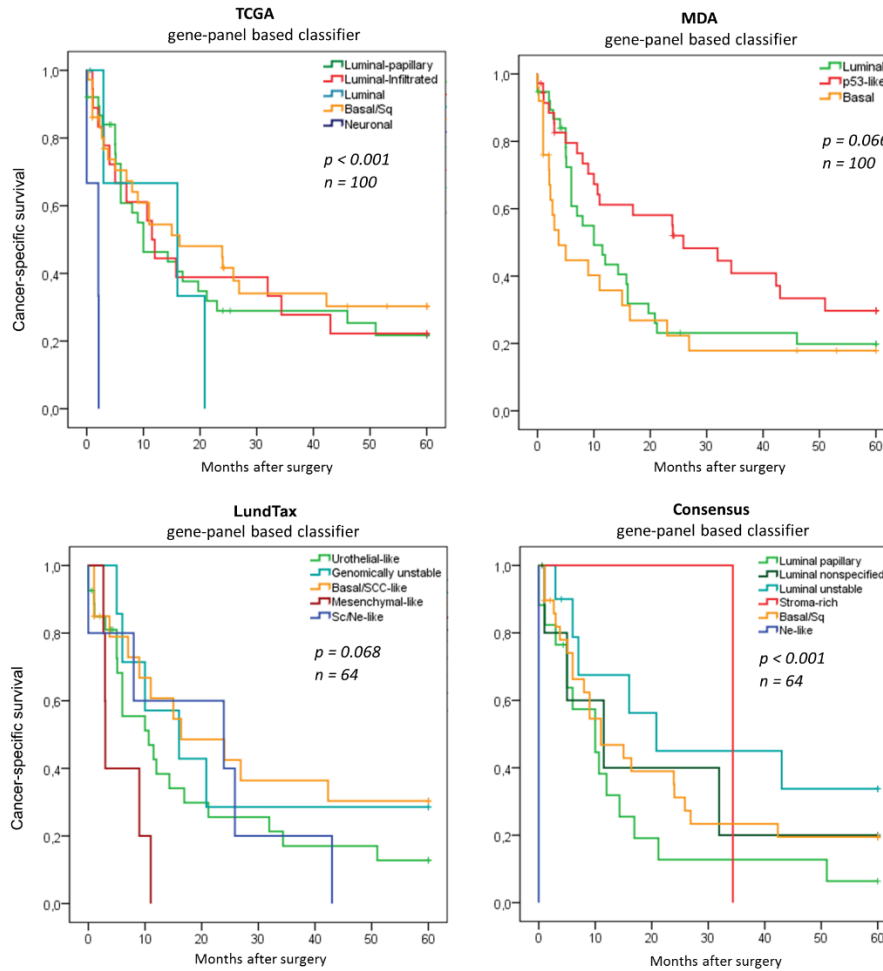 TCGA
gene-panel based classifier
Luminal-papillary
Luminal-Infiltrated
Luminal
Basal/Sq
Neuronal
p < 0.001
n = 100
Cancer-specific survival
1,0
0,8
0,6
0,4
0,2
0,0
0 10 20 30 40 50 60
Months after surgery
MDA
gene-panel based classifier
Luminal
p53-like
Basal
p = 0.066
n = 100
1,0
0,8
0,6
0,4
0,2
0,0
0 10 20 30 40 50 60
Months after surgery
LundTax
gene-panel based classifier
Urothelial-like
Genomically unstable
Basal/SCC-like
Mesenchymal-like
Sc/Ne-like
p = 0.068
n = 64
Cancer-specific survival
1,0
0,8
0,6
0,4
0,2
0,0
0 10 20 30 40 50 60
Months after surgery
Consensus
gene-panel based classifier
Luminal papillary
Luminal nonspecified
Luminal unstable
Stroma-rich
Basal/Sq
Ne-like
p < 0.001
n = 64
1,0
0,8
0,6
0,4
0,2
0,0
0 10 20 30 40 50 60
Months after surgery